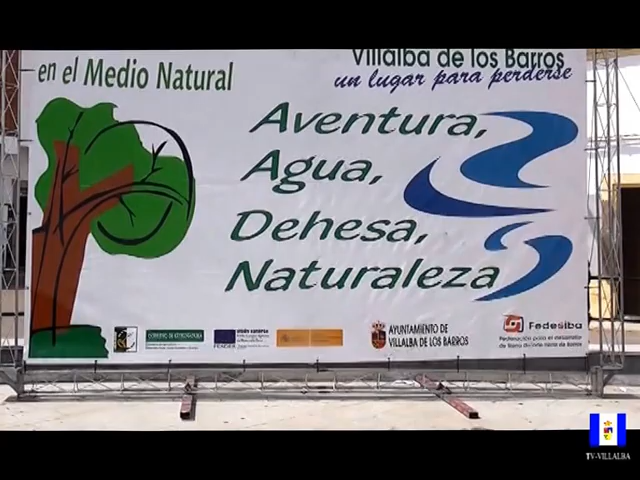 en el Medio Natural
Villalba de los Barros
un lugar para perderse
Aventura,
Agua,
Dehesa,
Naturaleza
AYUNTAMIENTO DE
VILLALBA DE LOS BARROS
Fedesiba
TV-VILLALBA